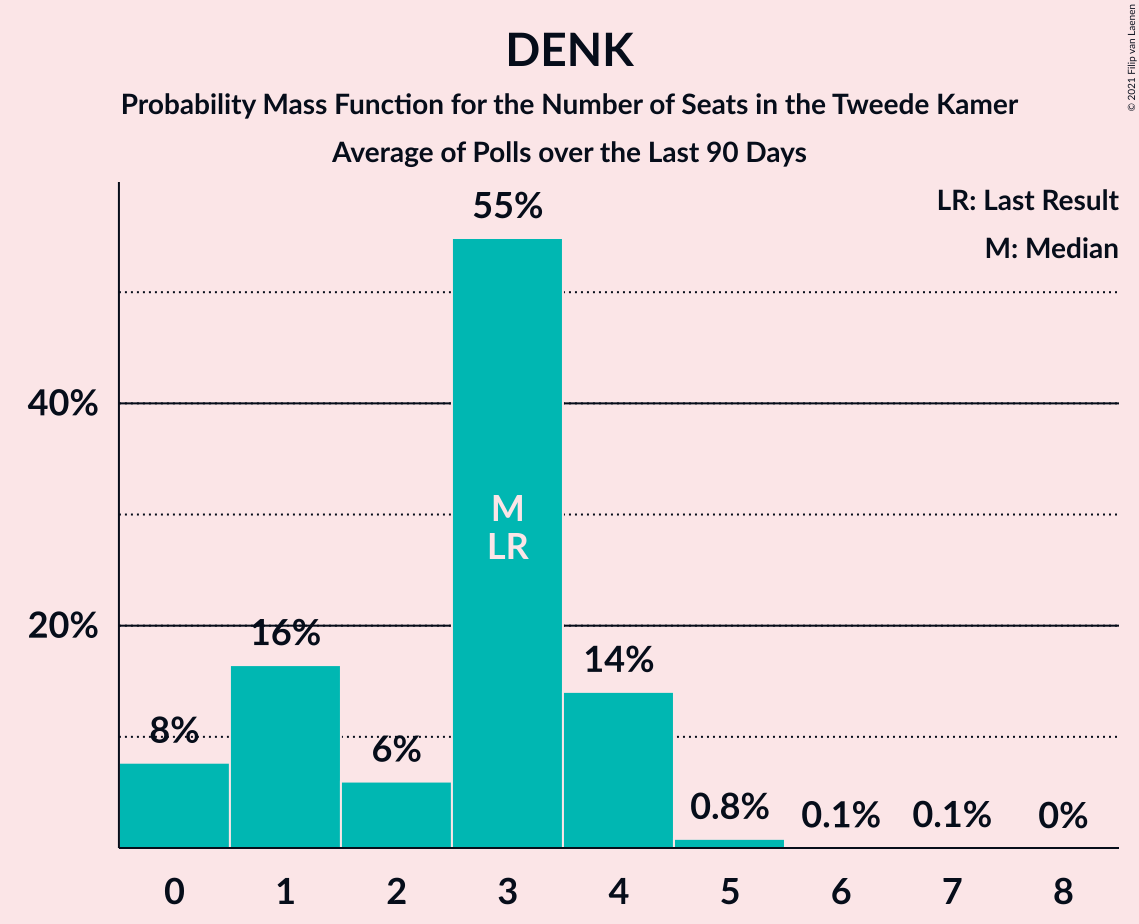 DENK
Probability Mass Function for the Number of Seats in the Tweede Kamer
Average of Polls over the Last 90 Days
© 2021 Filip van Laenen
LR: Last Result
M: Median
55%
40%
M
LR
20%
16%
14%
8%
6%
0.8%
0.1%
0.1%
0%
0 1 2 3 4 5 6 7 8